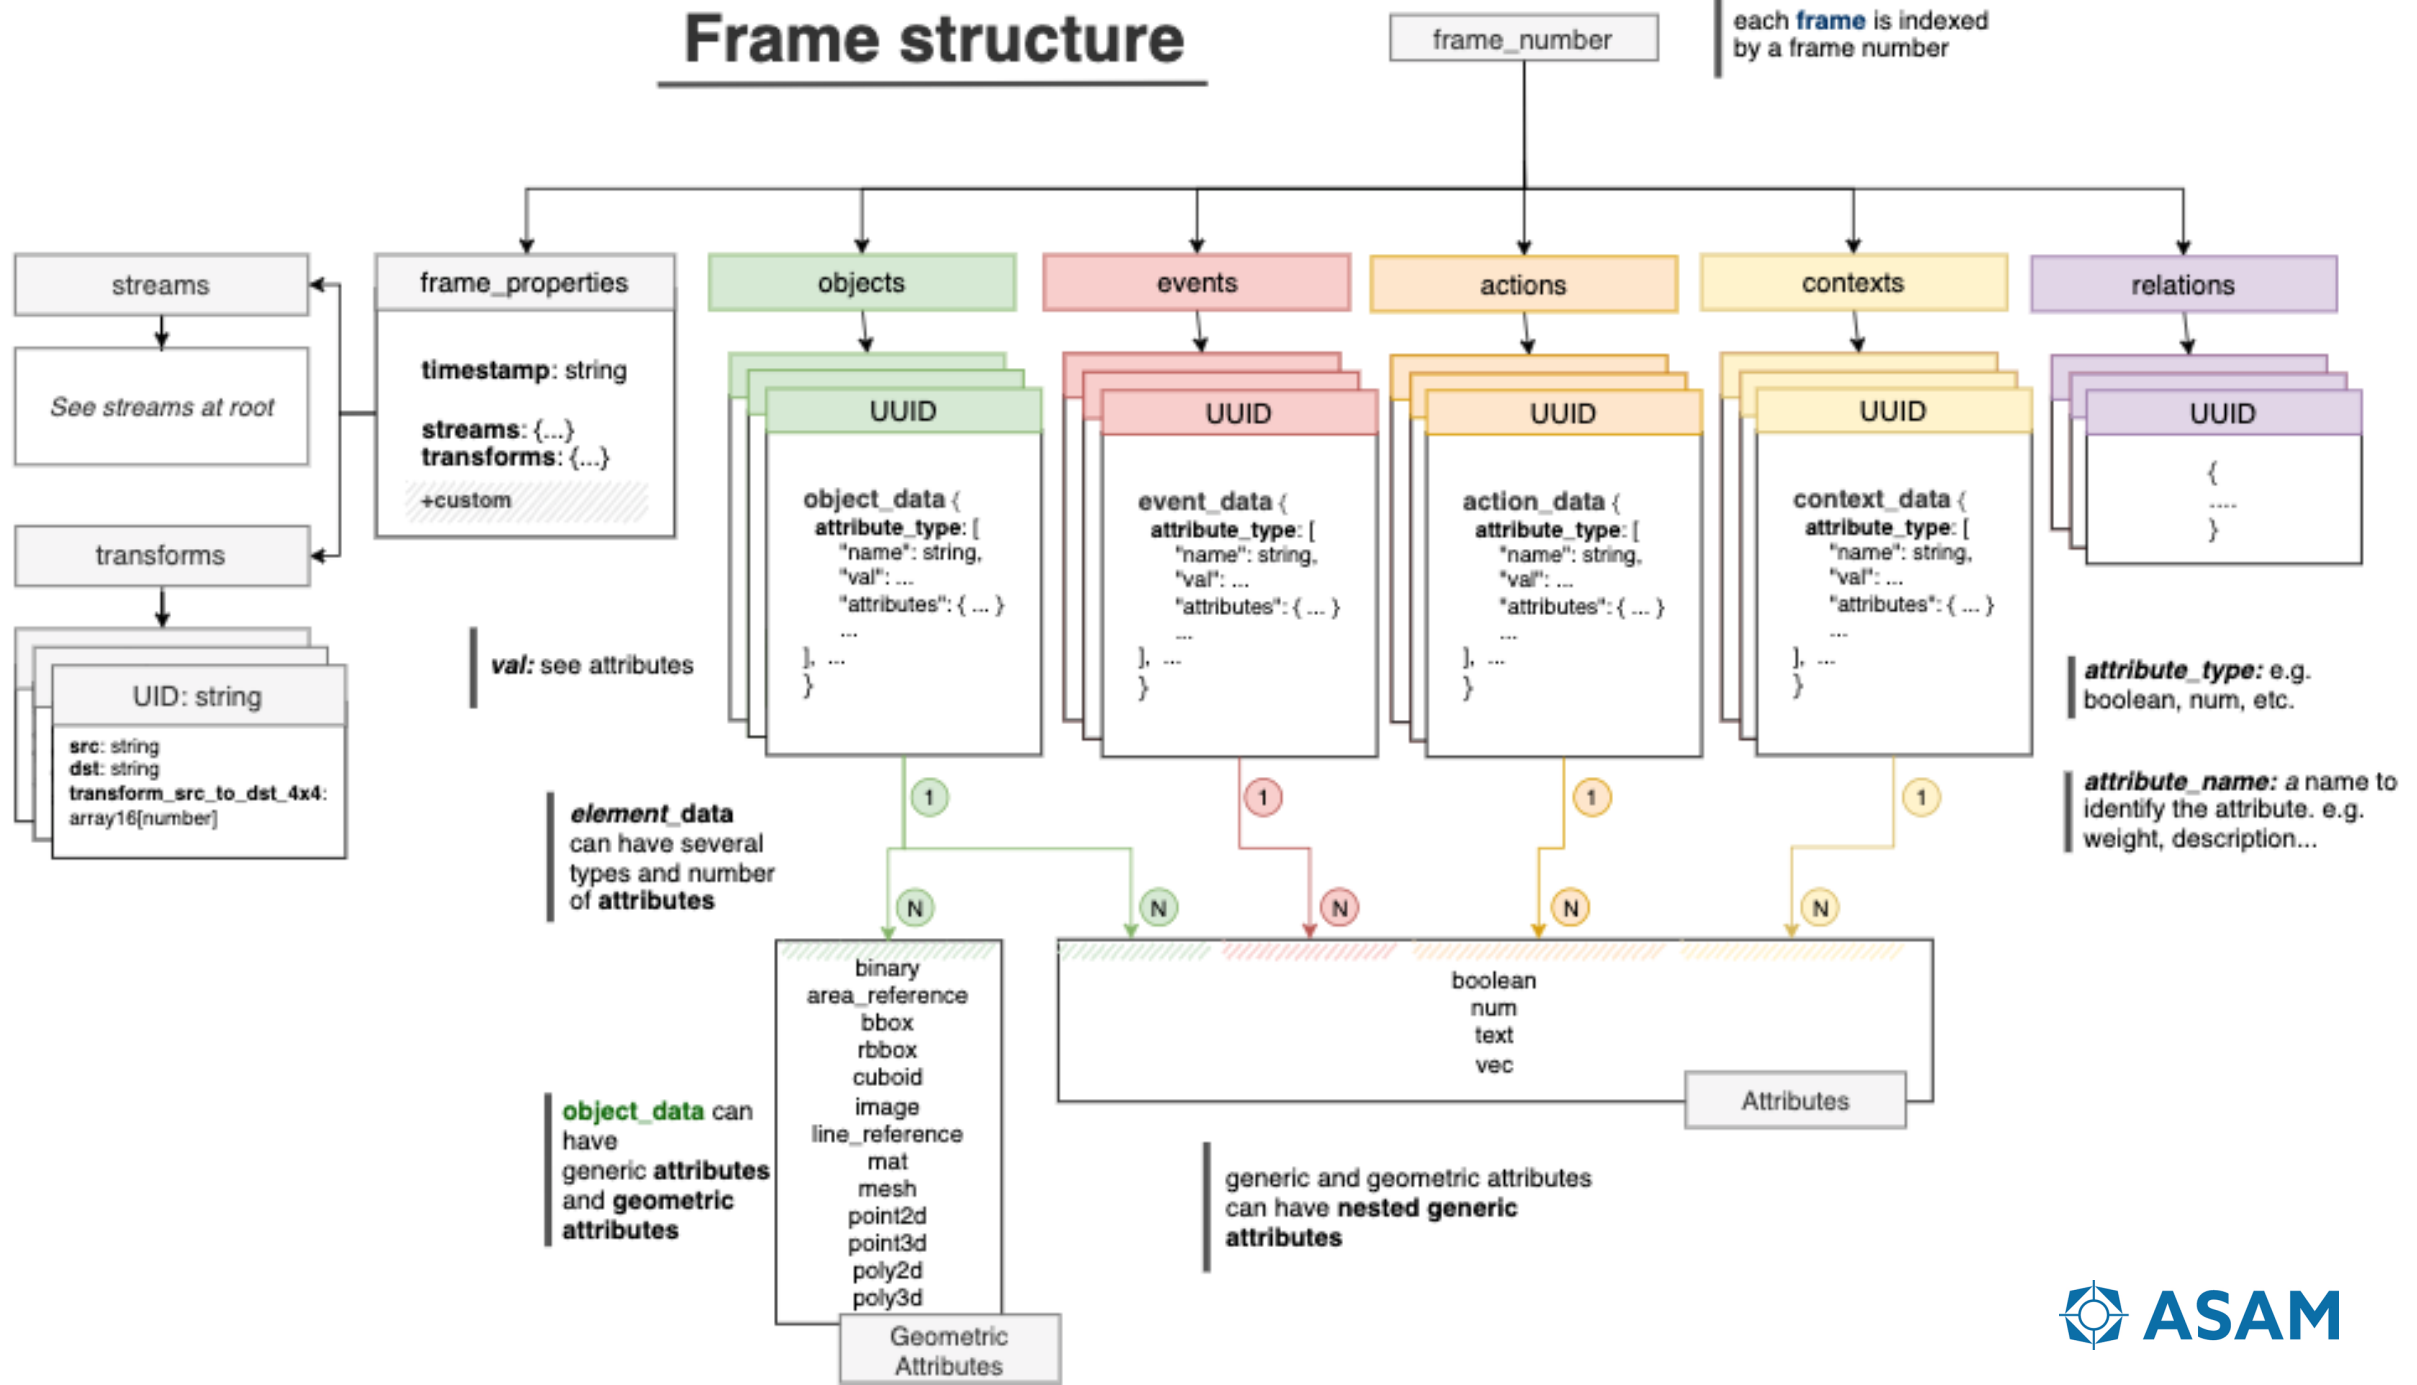 Frame structure
frame_number
each frame is indexed
by a frame number
streams
See streams at root
transforms
UID: string
src: string
dst: string
transform_src_to_dst_4x4:
array16[number]
frame_properties
timestamp: string
streams: {...}
transforms: {...}
+custom
objects
UUID
object_data {
attribute_type: [
"name": string,
"val": ...
"attributes": { ... }
...
], ...
}
events
UUID
event_data {
attribute_type: [
"name": string,
"val": ...
"attributes": { ... }
...
], ...
}
actions
UUID
action_data {
attribute_type: [
"name": string,
"val": ...
"attributes": { ... }
...
], ...
}
contexts
UUID
context_data {
attribute_type: [
"name": string,
"val": ...
"attributes": { ... }
...
], ...
}
relations
UUID
{
....
}
val: see attributes
attribute_type: e.g.
boolean, num, etc.
attribute_name: a name to
identify the attribute. e.g.
weight, description...
element_data
can have several
types and number
of attributes
1
1
1
1
N
N
N
N
N
binary
area_reference
bbox
rbbox
cuboid
image
line_reference
mat
mesh
point2d
point3d
poly2d
poly3d
Geometric
Attributes
boolean
num
text
vec
Attributes
object_data can
have
generic attributes
and geometric
attributes
generic and geometric attributes
can have nested generic
attributes
ASAM